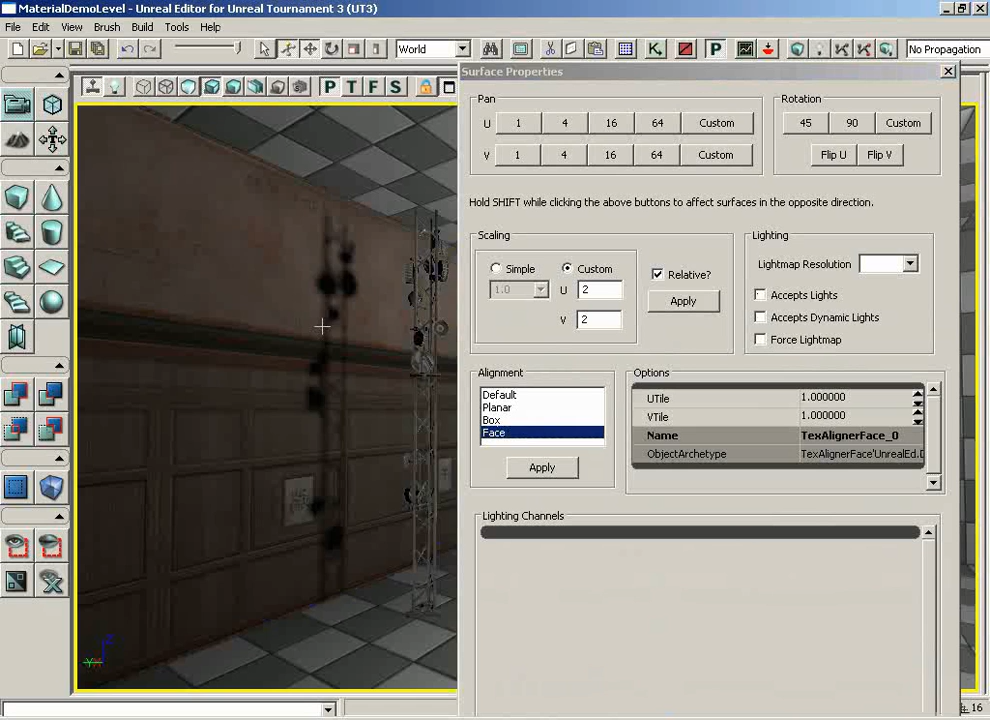 MaterialDemoLevel - Unreal Editor for Unreal Tournament 3 (UT3)
File Edit View Brush Build Tools Help
World
No Propagation
P T F S
Surface Properties
Pan
U 1 4 16 64 Custom
V 1 4 16 64 Custom
Rotation
45 90 Custom
Flip U Flip V
Hold SHIFT while clicking the above buttons to affect surfaces in the opposite direction.
Scaling
Simple Custom
1.0 U 2
V 2
Relative?
Apply
Lighting
Lightmap Resolution
Accepts Lights
Accepts Dynamic Lights
Force Lightmap
Alignment
Default
Planar
Box
Face
Apply
Options
UTile 1.000000
VTile 1.000000
Name TexAlignerFace_0
ObjectArchetype TexAlignerFace'UnrealEd.D
Lighting Channels
16